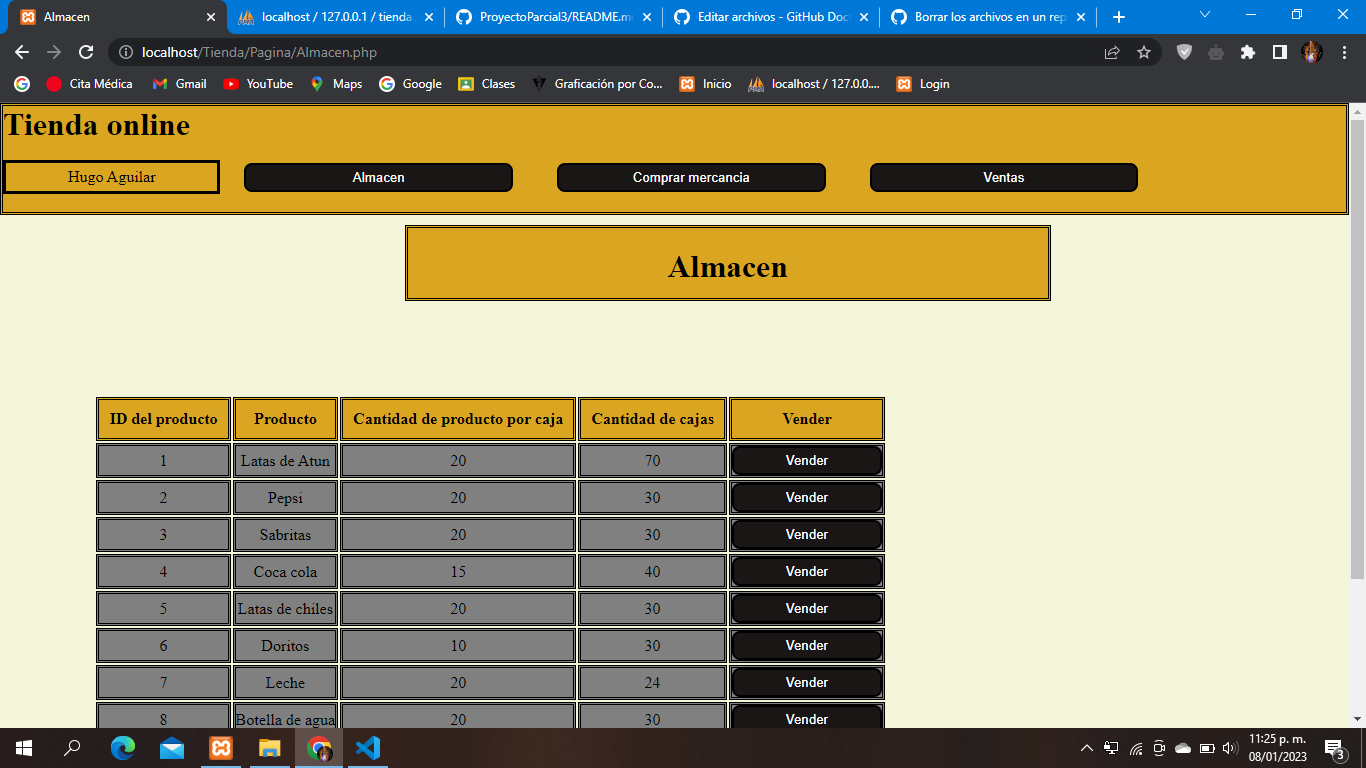 Almacen
localhost / 127.0.0.1 / tienda
ProyectoParcial3/README.m
Editar archivos - GitHub Doc
Borrar los archivos en un rep
localhost/Tienda/Pagina/Almacen.php
Cita Médica Gmail YouTube Maps Google Clases Graficación por Co... Inicio localhost / 127.0.0.... Login
Tienda online
Hugo Aguilar Almacen Comprar mercancia Ventas
Almacen
ID del producto Producto Cantidad de producto por caja Cantidad de cajas Vender
1 Latas de Atun 20 70 Vender
2 Pepsi 20 30 Vender
3 Sabritas 20 30 Vender
4 Coca cola 15 40 Vender
5 Latas de chiles 20 30 Vender
6 Doritos 10 30 Vender
7 Leche 20 24 Vender
8 Botella de agua 20 30 Vender
11:25 p. m.
08/01/2023
3